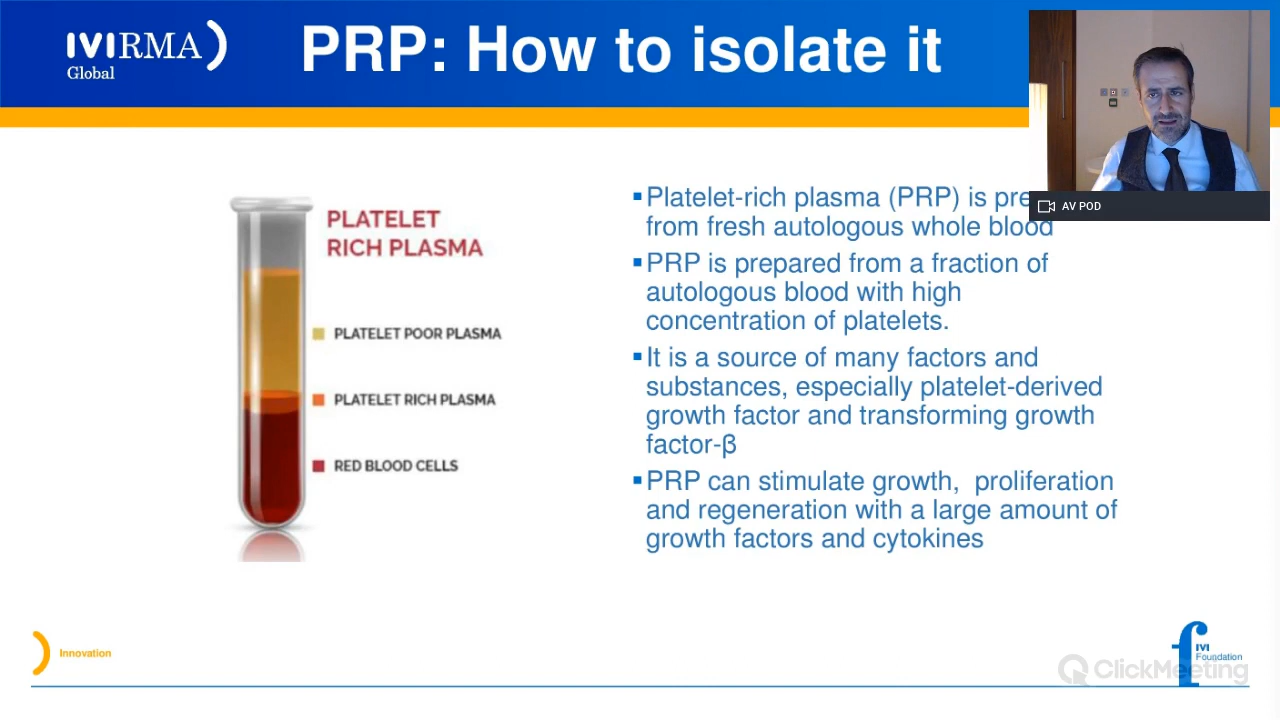 IVIRMA
Global
PRP: How to isolate it
AV POD
PLATELET
RICH PLASMA
PLATELET POOR PLASMA
PLATELET RICH PLASMA
RED BLOOD CELLS
▪Platelet-rich plasma (PRP) is
from fresh autologous whole blood
▪PRP is prepared from a fraction of
autologous blood with high
concentration of platelets.
▪It is a source of many factors and
substances, especially platelet-derived
growth factor and transforming growth
factor-β
▪PRP can stimulate growth,  proliferation
and regeneration with a large amount of
growth factors and cytokines
Innovation
IVI
Foundation
ClickMeeting